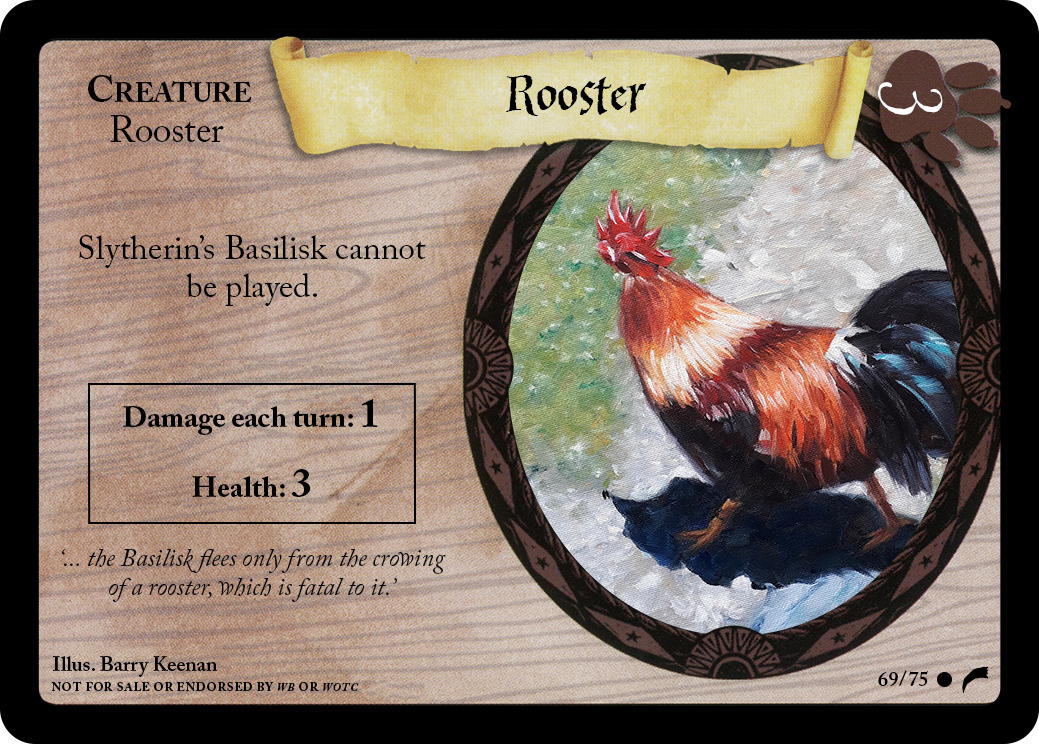 CREATURE
Rooster
Rooster
3
Slytherin’s Basilisk cannot
be played.
Damage each turn: 1
Health: 3
‘... the Basilisk flees only from the crowing
of a rooster, which is fatal to it.’
Illus. Barry Keenan
NOT FOR SALE OR ENDORSED BY WB OR WOTC
69/75